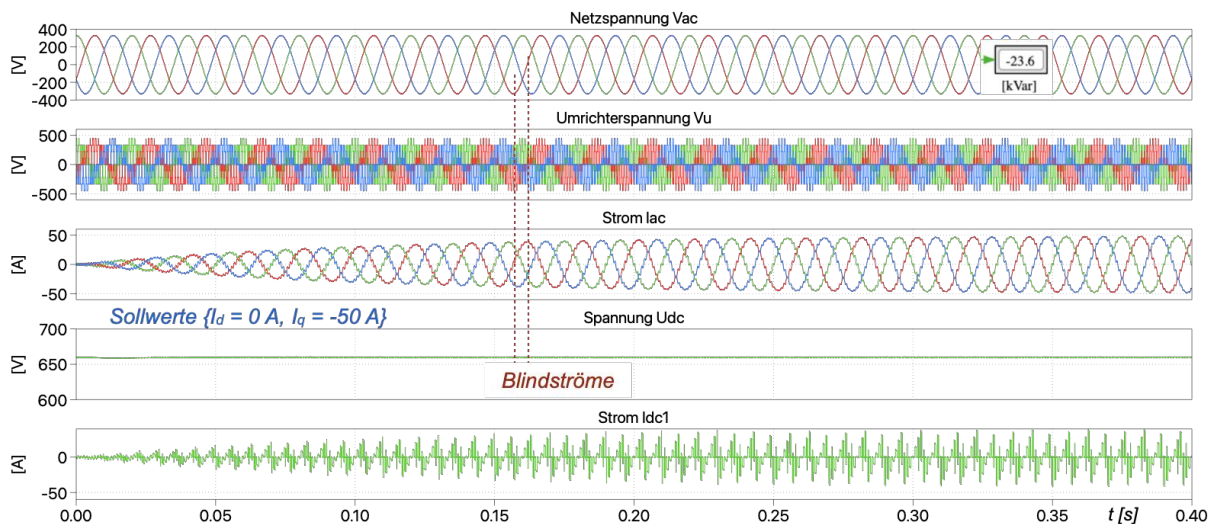 Netzspannung Vac
400
200
0
-200
-400
[V]
-23.6
[kVar]
Umrichterspannung Vu
500
0
-500
[V]
Strom Iac
50
0
-50
[A]
Sollwerte {Id = 0 A, Iq = -50 A}
Spannung Udc
700
650
600
[V]
Blindströme
Strom Idc1
0
-50
[A]
0.00 0.05 0.10 0.15 0.20 0.25 0.30 0.35 0.40
t [s]